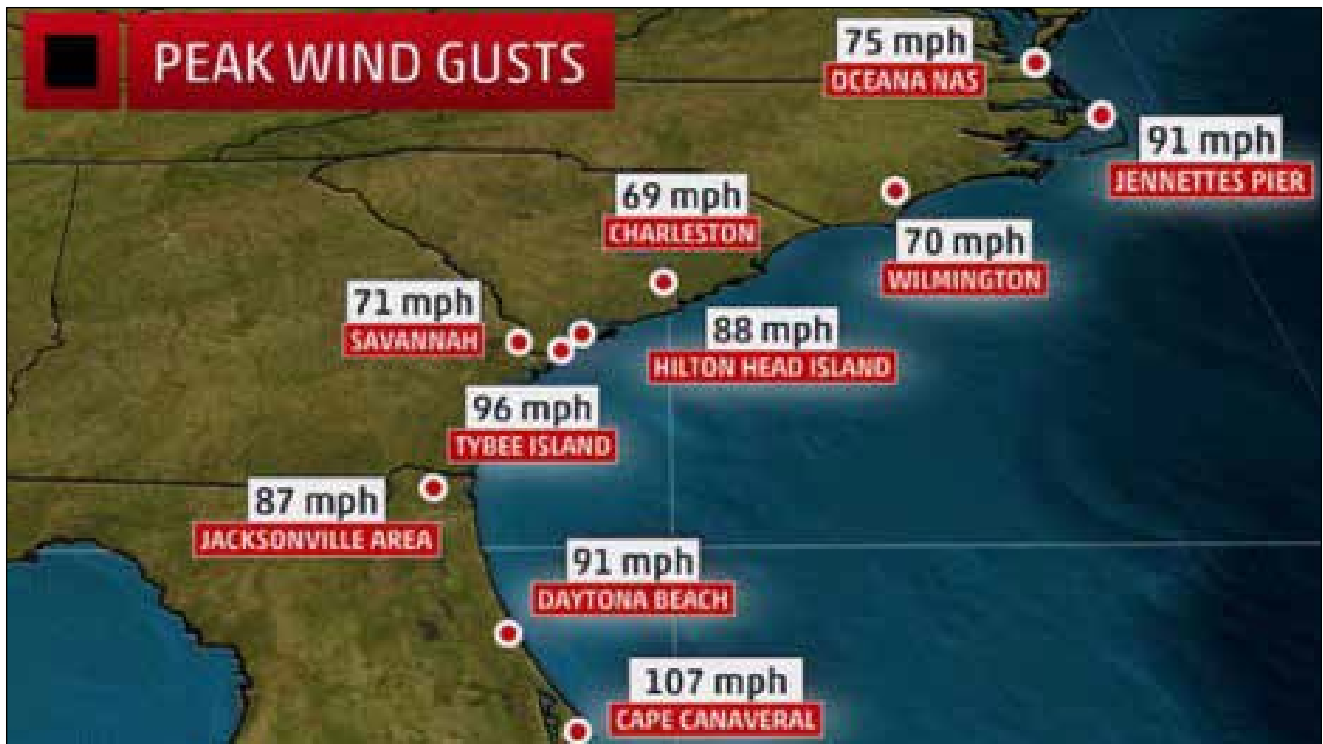 PEAK WIND GUSTS
75 mph
OCEANA NAS
91 mph
JENNETTES PIER
69 mph
CHARLESTON
70 mph
WILMINGTON
71 mph
SAVANNAH
88 mph
HILTON HEAD ISLAND
96 mph
TYBEE ISLAND
87 mph
JACKSONVILLE AREA
91 mph
DAYTONA BEACH
107 mph
CAPE CANAVERAL